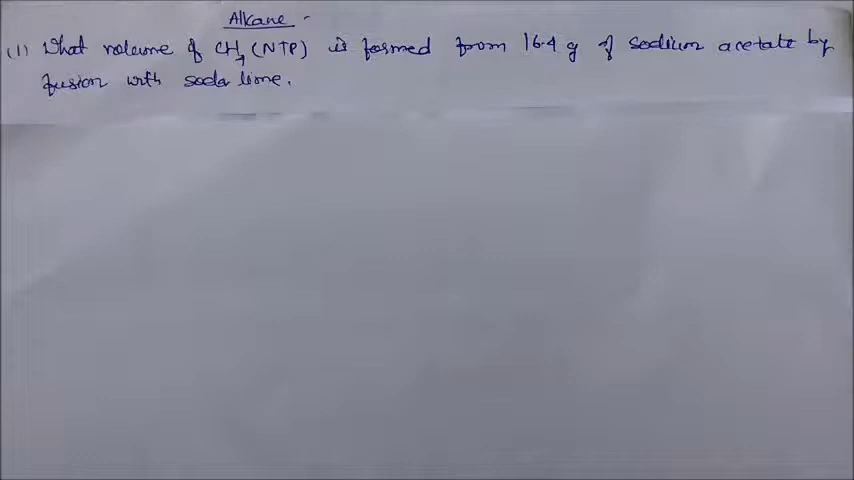 Alkane -
(1) What volume of CH4 (NTP) is formed from 16.4 g of sodium acetate by
fusion with soda lime.